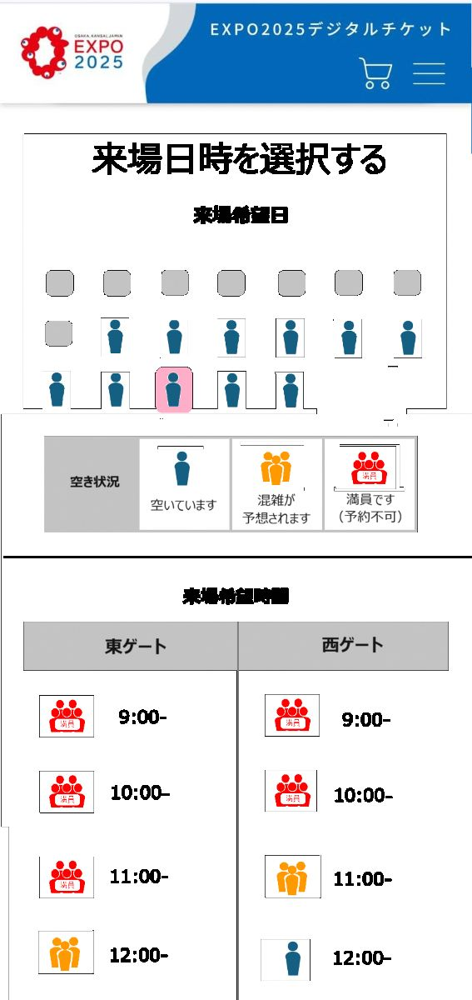 OSAKA, KANSAI, JAPAN
EXPO
2025
EXPO2025デジタルチケット
来場日時を選択する
来場希望日
空き状況
空いています
混雑が
予想されます
満員
満員です
(予約不可)
来場希望時間
東ゲート
西ゲート
満員
9:00-
満員
9:00-
満員
10:00-
満員
10:00-
満員
11:00-
11:00-
12:00-
12:00-